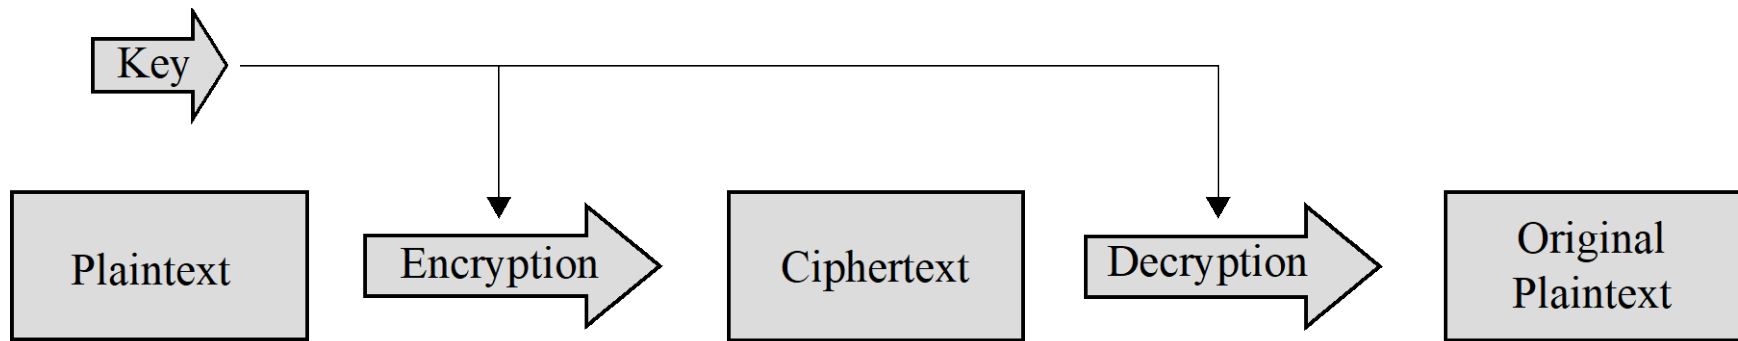 Key
Plaintext
Encryption
Ciphertext
Decryption
Original
Plaintext